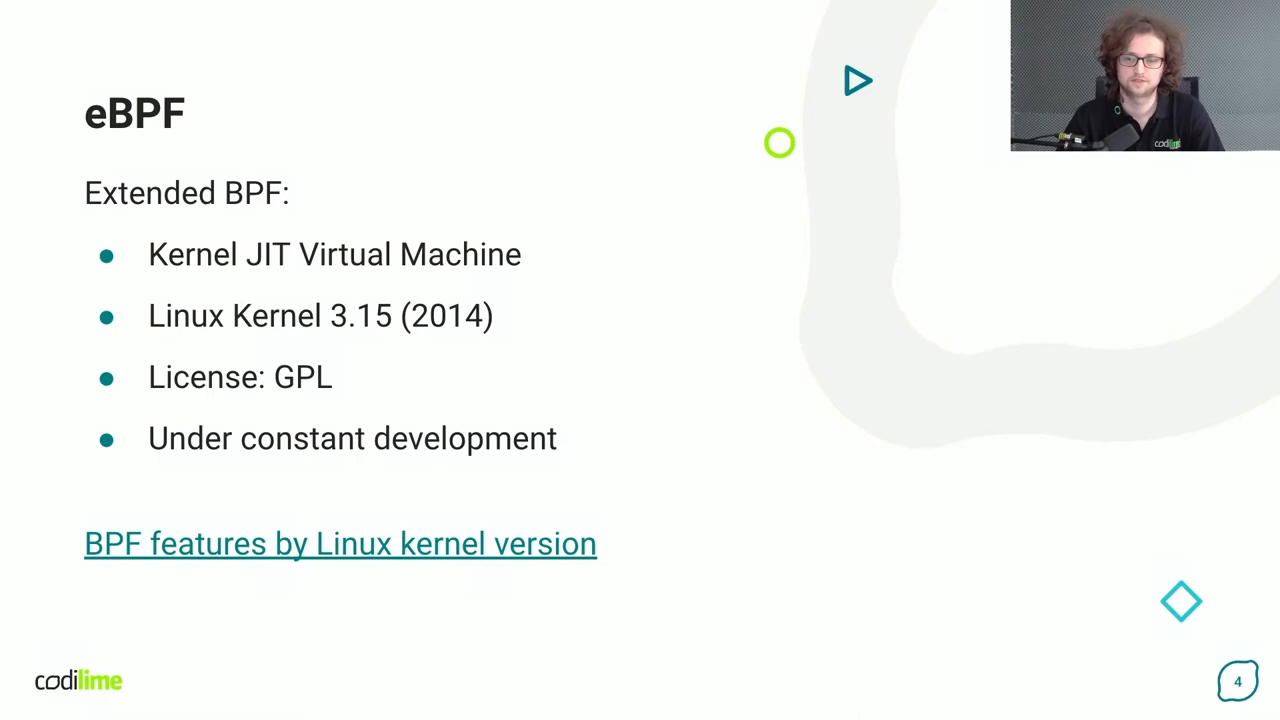 eBPF
Extended BPF:
● Kernel JIT Virtual Machine
● Linux Kernel 3.15 (2014)
● License: GPL
● Under constant development
BPF features by Linux kernel version
codilime
4
codilime